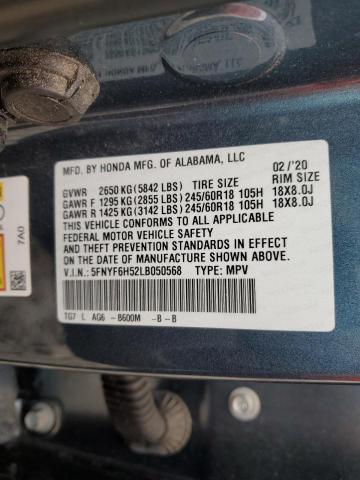 MFD. BY HONDA MFG. OF ALABAMA, LLC 02/'20
GVWR 2650 KG (5842 LBS) TIRE SIZE RIM SIZE
GAWR F 1295 KG (2855 LBS) 245/60R18 105H 18X8.0J
GAWR R 1425 KG (3142 LBS) 245/60R18 105H 18X8.0J
THIS VEHICLE CONFORMS TO ALL APPLICABLE
FEDERAL MOTOR VEHICLE SAFETY AND
THEFT PREVENTION STANDARDS IN EFFECT
ON THE DATE OF MANUFACTURE SHOWN ABOVE.
V.I.N.: 5FNYF6H52LB050568 TYPE: MPV
TG7 L AG6 -B600M -B-B
7A0